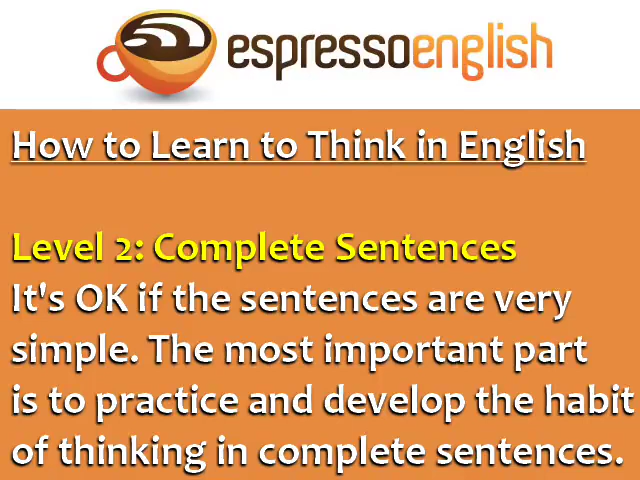 espressoenglish
How to Learn to Think in English
Level 2: Complete Sentences
It's OK if the sentences are very
simple. The most important part
is to practice and develop the habit
of thinking in complete sentences.